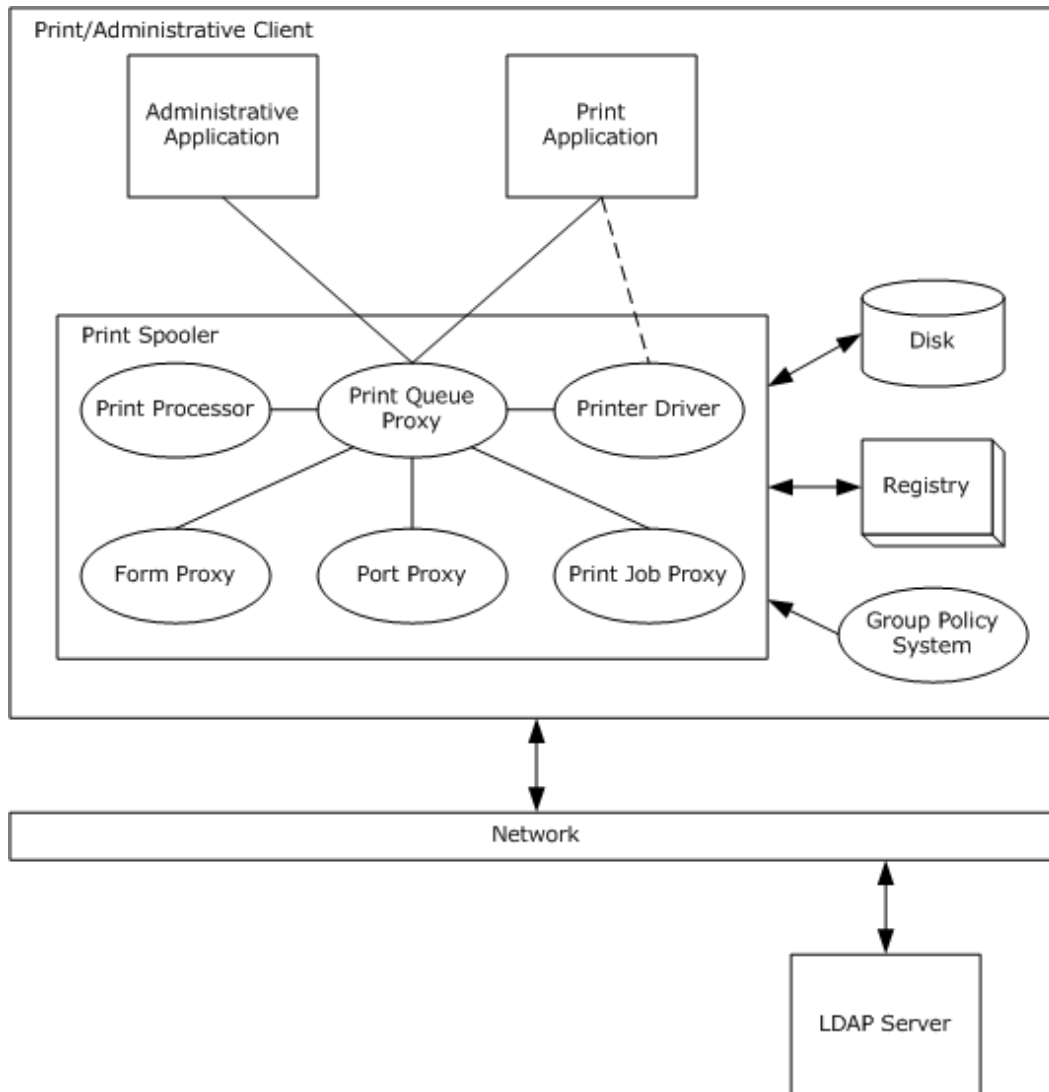 Print/Administrative Client
Administrative
Application
Print
Application
Print Spooler
Disk
Print Processor
Print Queue
Proxy
Printer Driver
Registry
Form Proxy
Port Proxy
Print Job Proxy
Group Policy
System
Network
LDAP Server